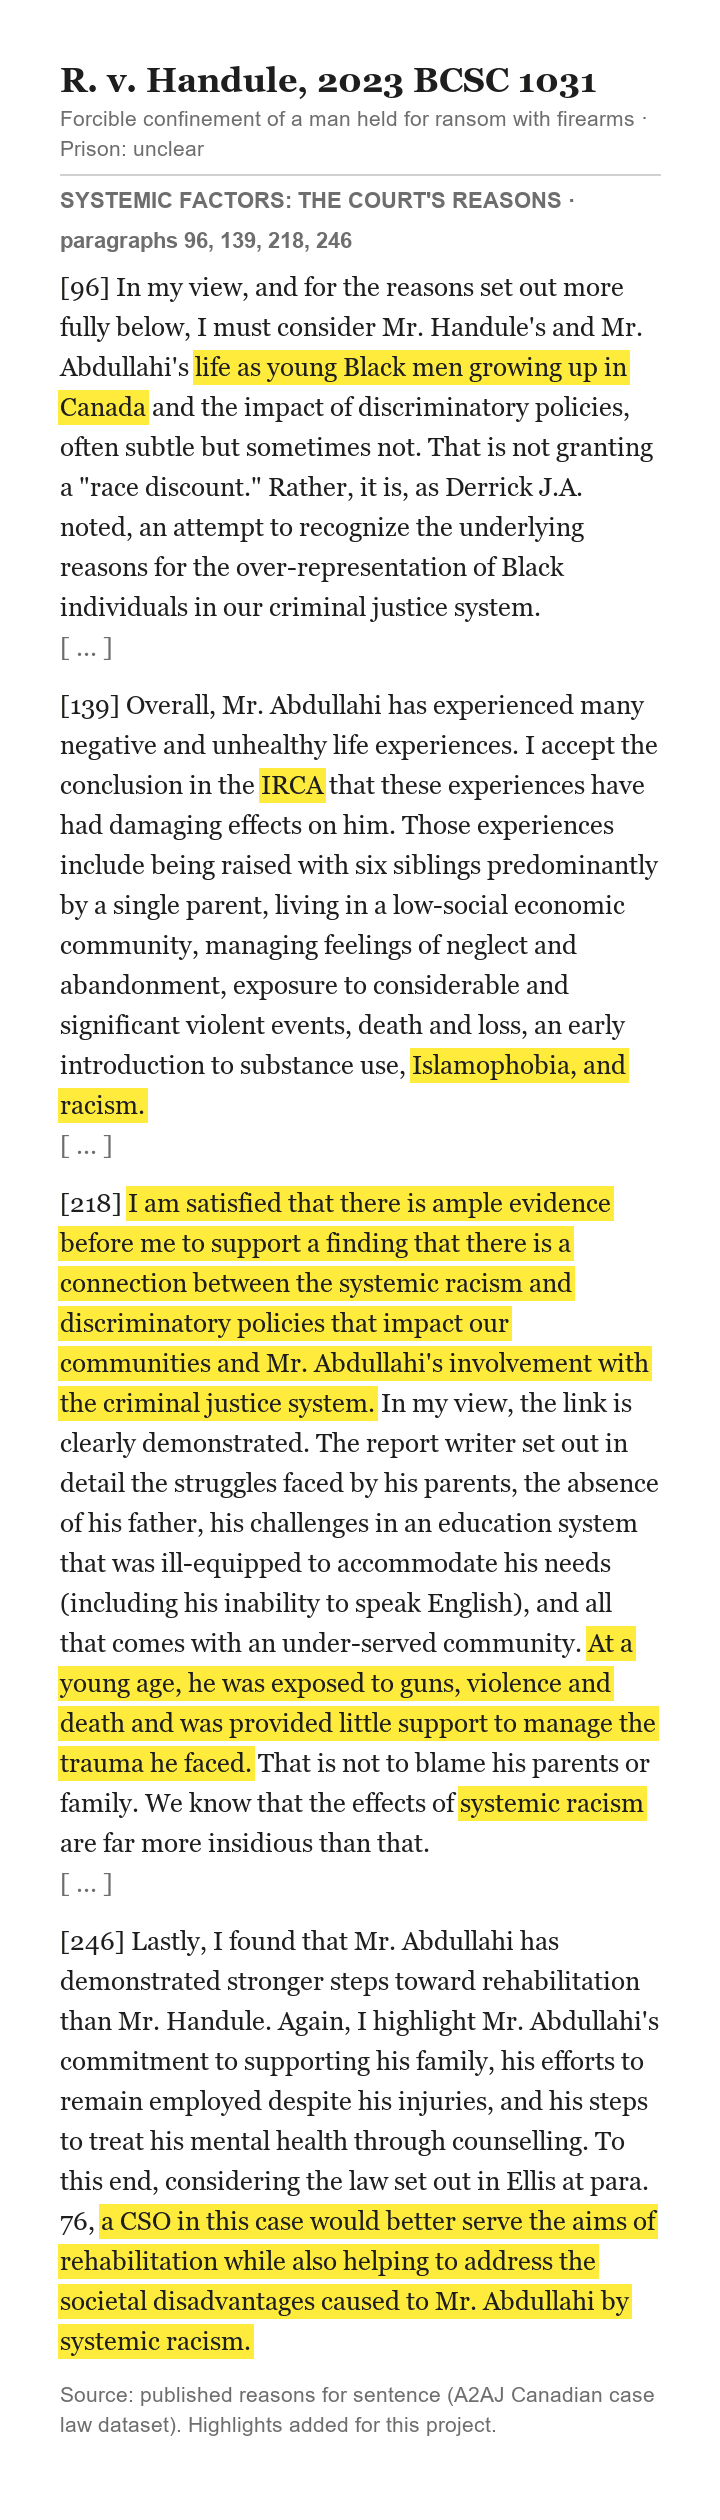 R. v. Handule, 2023 BCSC 1031
Forcible confinement of a man held for ransom with firearms ·
Prison: unclear
SYSTEMIC FACTORS: THE COURT'S REASONS ·
paragraphs 96, 139, 218, 246
[96] In my view, and for the reasons set out more
fully below, I must consider Mr. Handule's and Mr.
Abdullahi's life as young Black men growing up in
Canada and the impact of discriminatory policies,
often subtle but sometimes not. That is not granting
a "race discount." Rather, it is, as Derrick J.A.
noted, an attempt to recognize the underlying
reasons for the over-representation of Black
individuals in our criminal justice system.
[ ... ]
[139] Overall, Mr. Abdullahi has experienced many
negative and unhealthy life experiences. I accept the
conclusion in the IRCA that these experiences have
had damaging effects on him. Those experiences
include being raised with six siblings predominantly
by a single parent, living in a low-social economic
community, managing feelings of neglect and
abandonment, exposure to considerable and
significant violent events, death and loss, an early
introduction to substance use, Islamophobia, and
racism.
[ ... ]
[218] I am satisfied that there is ample evidence
before me to support a finding that there is a
connection between the systemic racism and
discriminatory policies that impact our
communities and Mr. Abdullahi's involvement with
the criminal justice system. In my view, the link is
clearly demonstrated. The report writer set out in
detail the struggles faced by his parents, the absence
of his father, his challenges in an education system
that was ill-equipped to accommodate his needs
(including his inability to speak English), and all
that comes with an under-served community. At a
young age, he was exposed to guns, violence and
death and was provided little support to manage the
trauma he faced. That is not to blame his parents or
family. We know that the effects of systemic racism
are far more insidious than that.
[ ... ]
[246] Lastly, I found that Mr. Abdullahi has
demonstrated stronger steps toward rehabilitation
than Mr. Handule. Again, I highlight Mr. Abdullahi's
commitment to supporting his family, his efforts to
remain employed despite his injuries, and his steps
to treat his mental health through counselling. To
this end, considering the law set out in Ellis at para.
76, a CSO in this case would better serve the aims of
rehabilitation while also helping to address the
societal disadvantages caused to Mr. Abdullahi by
systemic racism.
Source: published reasons for sentence (A2AJ Canadian case
law dataset). Highlights added for this project.